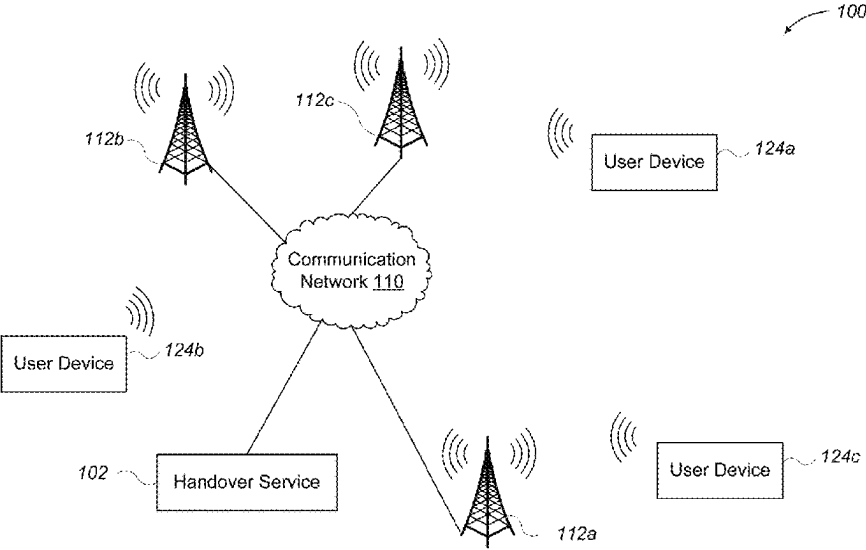 100
112b
112c
User Device
124a
Communication
Network 110
User Device
124b
102
Handover Service
112a
User Device
124c